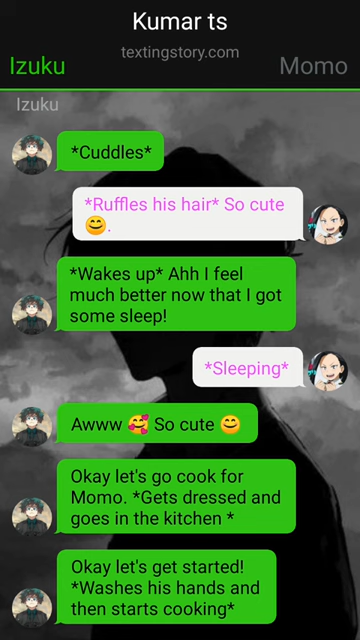 Kumar ts
textingstory.com
Izuku
Momo
Izuku
*Cuddles*
*Ruffles his hair* So cute
😊.
*Wakes up* Ahh I feel
much better now that I got
some sleep!
*Sleeping*
Awww 🥰 So cute 😊
Okay let's go cook for
Momo. *Gets dressed and
goes in the kitchen *
Okay let's get started!
*Washes his hands and
then starts cooking*